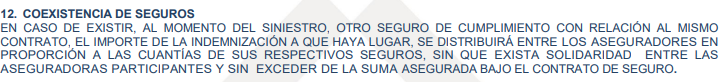 12. COEXISTENCIA DE SEGUROS
EN CASO DE EXISTIR, AL MOMENTO DEL SINIESTRO, OTRO SEGURO DE CUMPLIMIENTO CON RELACIÓN AL MISMO
CONTRATO, EL IMPORTE DE LA INDEMNIZACIÓN A QUE HAYA LUGAR, SE DISTRIBUIRÁ ENTRE LOS ASEGURADORES EN
PROPORCIÓN A LAS CUANTÍAS DE SUS RESPECTIVOS SEGUROS, SIN QUE EXISTA SOLIDARIDAD ENTRE LAS
ASEGURADORAS PARTICIPANTES Y SIN EXCEER DE LA SUMA ASEGURADA BAJO EL CONTRATO DE SEGURO.